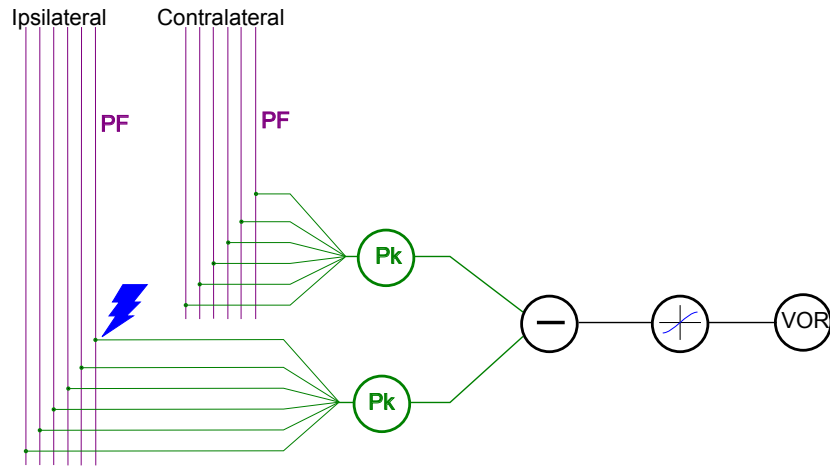 Ipsilateral
Contralateral
PF
PF
Pk
VOR
Pk